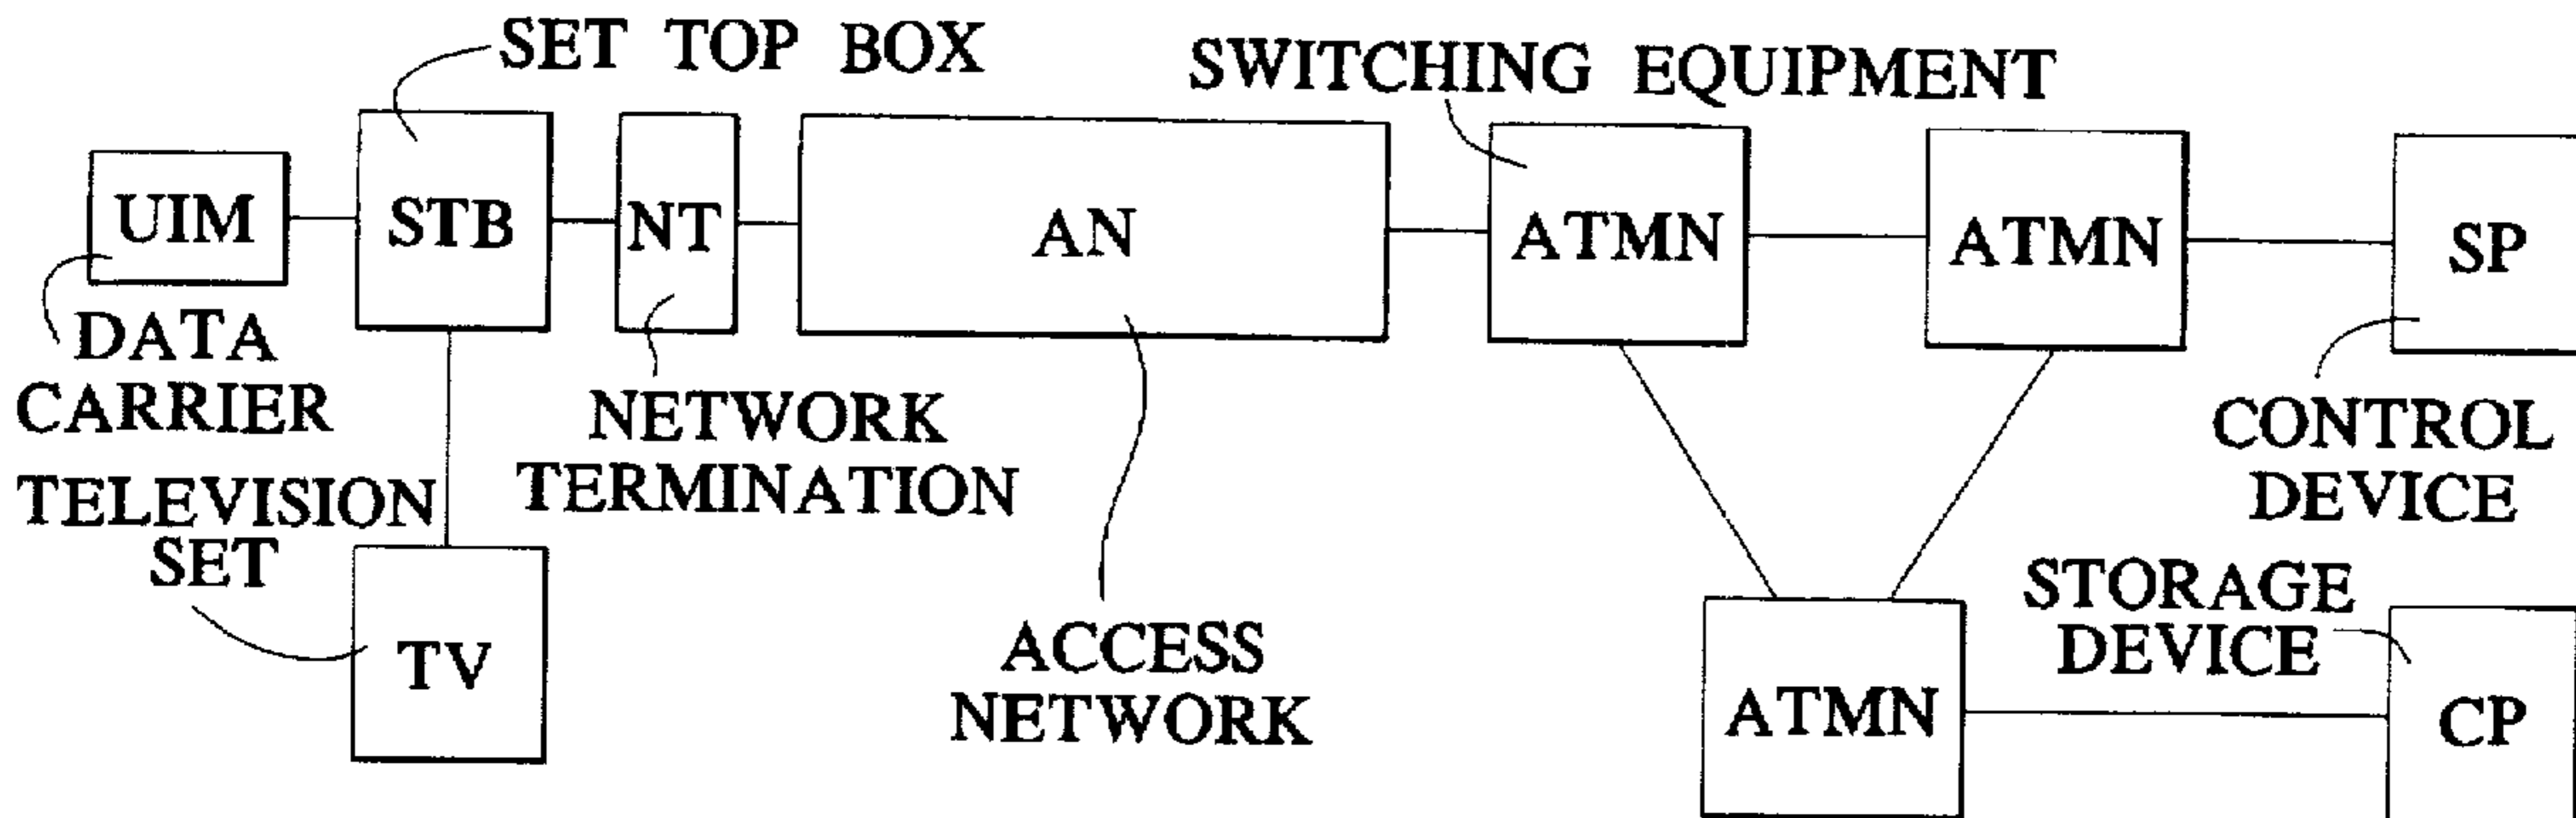 SET TOP BOX
SWITCHING EQUIPMENT
UIM
STB
NT
AN
ATMN
ATMN
SP
DATA
CARRIER
NETWORK
TERMINATION
CONTROL
DEVICE
TELEVISION
SET
TV
ACCESS
NETWORK
STORAGE
DEVICE
ATMN
CP